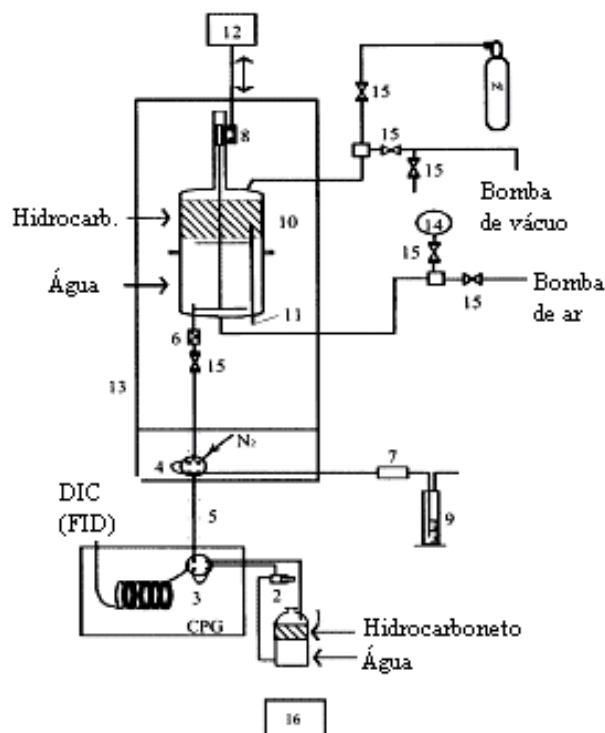 12
15
N₂
8
15
15
Bomba
de vácuo
Hidrocarb.
10
14
15
15
Bomba
de ar
Água
11
6
15
13
N₂
4
7
9
5
DIC
(FID)
3
2
CPG
Hidrocarboneto
Água
16